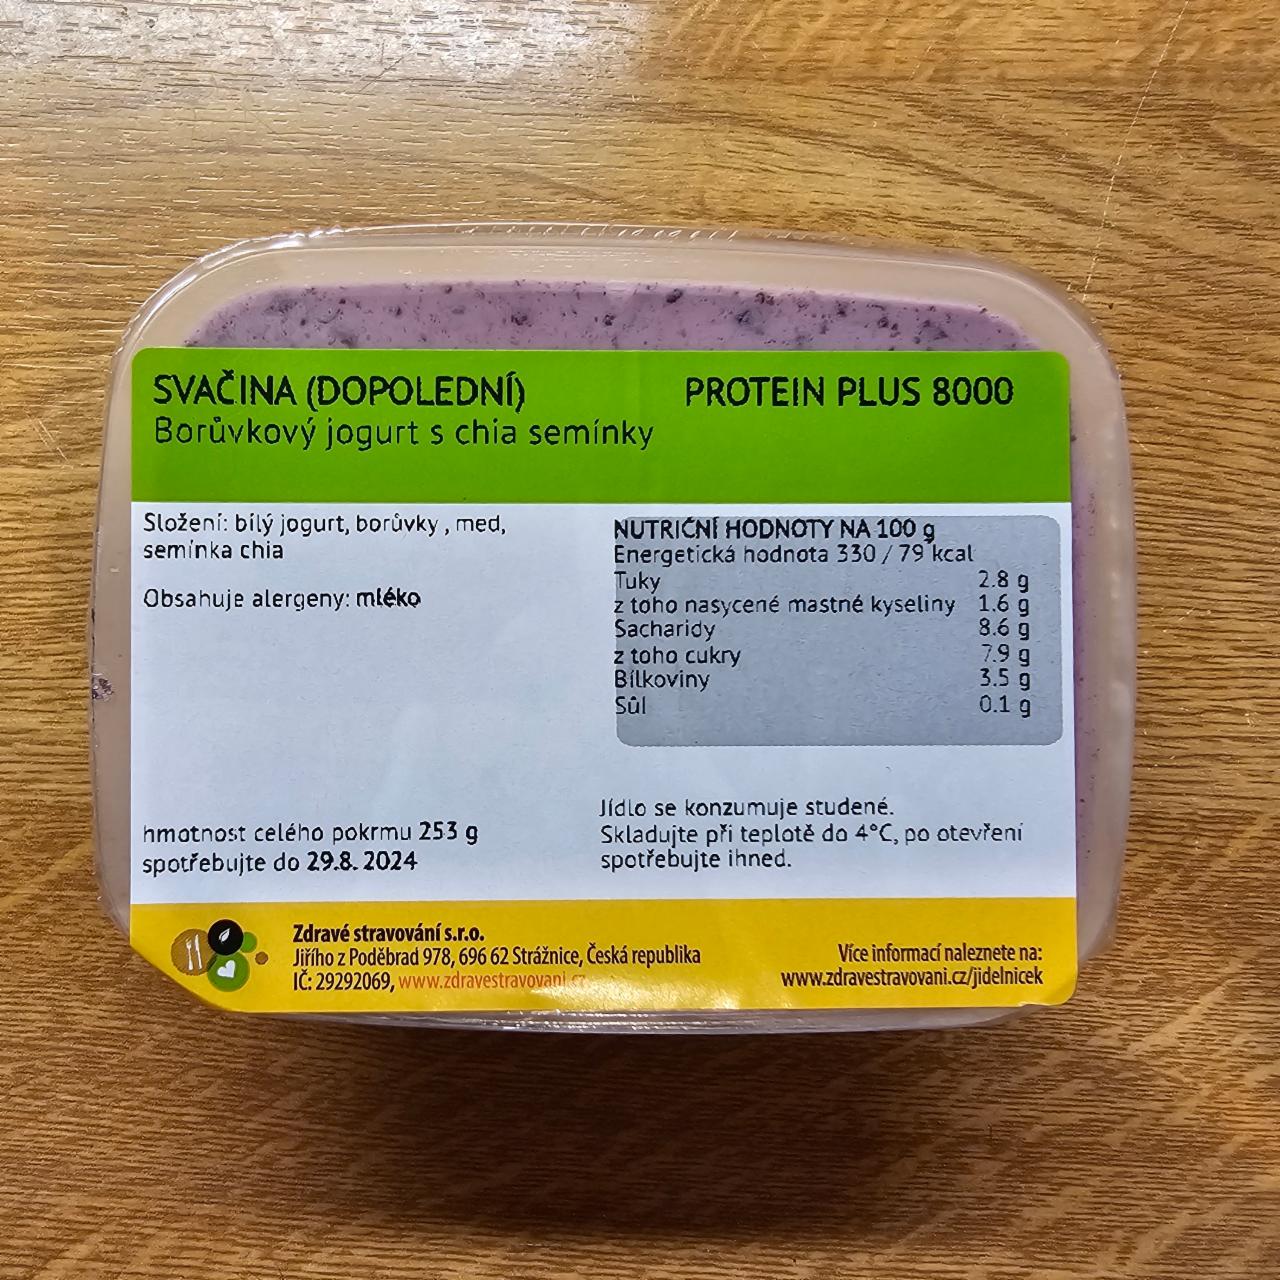 SVAČINA (DOPOLEDNÍ)
PROTEIN PLUS 8000
Borůvkový jogurt s chia semínky
Složení: bílý jogurt, borůvky , med,
semínka chia
Obsahuje alergeny: mléko
NUTRIČNÍ HODNOTY NA 100 g
Energetická hodnota 330 / 79 kcal
Tuky 2.8 g
z toho nasycené mastné kyseliny 1.6 g
Sacharidy 8.6 g
z toho cukry 7.9 g
Bílkoviny 3.5 g
Sůl 0.1 g
hmotnost celého pokrmu 253 g
spotřebujte do 29.8. 2024
Jídlo se konzumuje studené.
Skladujte při teplotě do 4°C, po otevření
spotřebujte ihned.
Zdravé stravování s.r.o.
Jiřího z Poděbrad 978, 696 62 Strážnice, Česká republika
IČ: 29292069, www.zdravestravovani.cz
Více informací naleznete na:
www.zdravestravovani.cz/jidelnicek